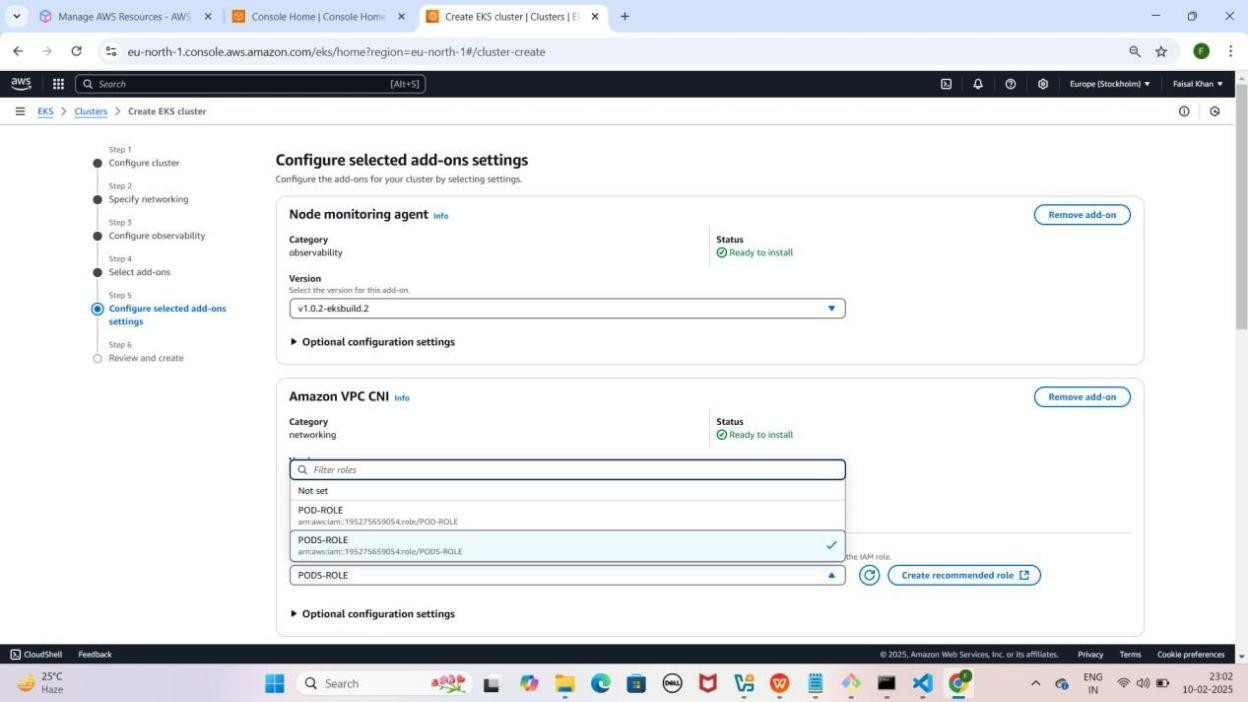 Manage AWS Resources - AWS
Console Home | Console Home
Create EKS cluster | Clusters | El
eu-north-1.console.aws.amazon.com/eks/home?region=eu-north-1#/cluster-create
F
aws
Search
[Alt+S]
Europe (Stockholm)
Faisal Khan
EKS > Clusters > Create EKS cluster
Step 1
Configure cluster
Step 2
Specify networking
Step 3
Configure observability
Step 4
Select add-ons
Step 5
Configure selected add-ons
settings
Step 6
Review and create
Configure selected add-ons settings
Configure the add-ons for your cluster by selecting settings.
Node monitoring agent Info
Remove add-on
Category
observability
Status
Ready to install
Version
Select the version for this add-on.
v1.0.2-eksbuild.2
Optional configuration settings
Amazon VPC CNI Info
Remove add-on
Category
networking
Status
Ready to install
Filter roles
Not set
POD-ROLE
arn:aws:iam::195275659054:role/POD-ROLE
PODS-ROLE
arn:aws:iam::195275659054:role/PODS-ROLE
the IAM role.
PODS-ROLE
Create recommended role
Optional configuration settings
CloudShell
Feedback
© 2025, Amazon Web Services, Inc. or its affiliates.
Privacy
Terms
Cookie preferences
25°C
Haze
Search
DELL
F
ENG
IN
23:02
10-02-2025